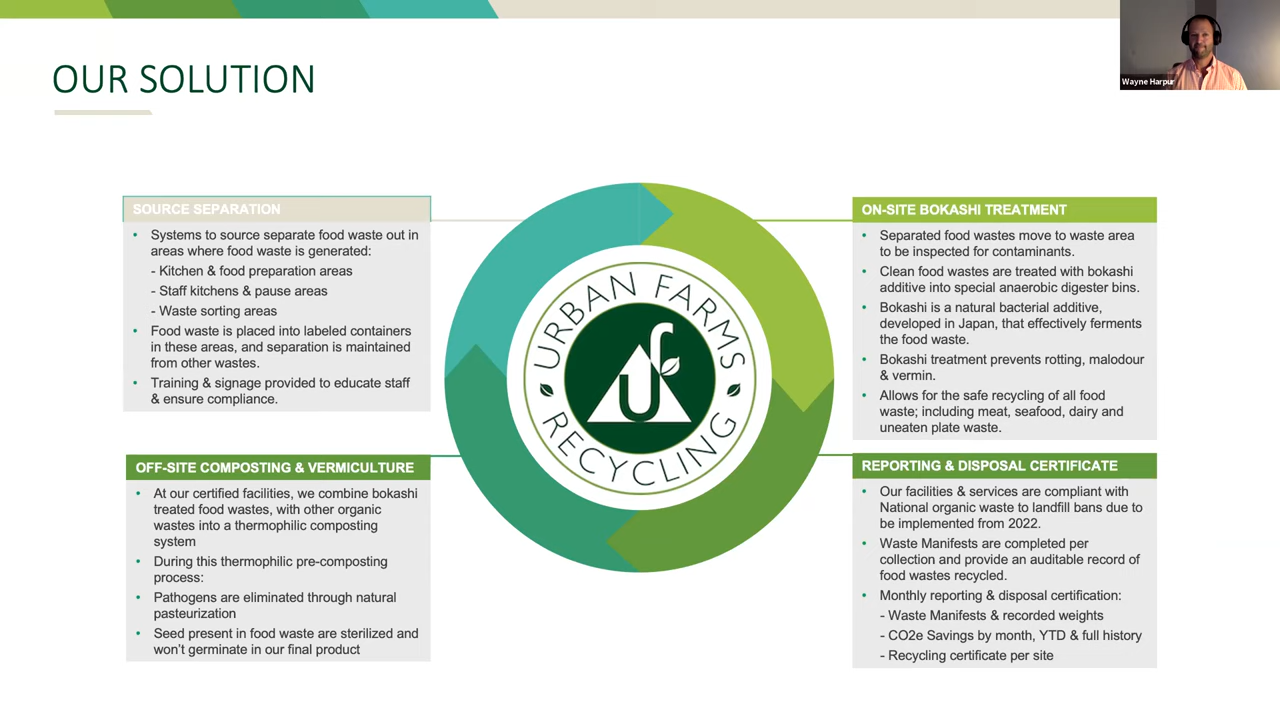 OUR SOLUTION
Wayne Harpur
SOURCE SEPARATION
• Systems to source separate food waste out in
areas where food waste is generated:
- Kitchen & food preparation areas
- Staff kitchens & pause areas
- Waste sorting areas
• Food waste is placed into labeled containers
in these areas, and separation is maintained
from other wastes.
• Training & signage provided to educate staff
& ensure compliance.
ON-SITE BOKASHI TREATMENT
• Separated food wastes move to waste area
to be inspected for contaminants.
• Clean food wastes are treated with bokashi
additive into special anaerobic digester bins.
• Bokashi is a natural bacterial additive,
developed in Japan, that effectively ferments
the food waste.
• Bokashi treatment prevents rotting, malodour
& vermin.
• Allows for the safe recycling of all food
waste; including meat, seafood, dairy and
uneaten plate waste.
URBAN FARMS
uf
RECYCLING
OFF-SITE COMPOSTING & VERMICULTURE
• At our certified facilities, we combine bokashi
treated food wastes, with other organic
wastes into a thermophilic composting
system
• During this thermophilic pre-composting
process:
• Pathogens are eliminated through natural
pasteurization
• Seed present in food waste are sterilized and
won't germinate in our final product
REPORTING & DISPOSAL CERTIFICATE
• Our facilities & services are compliant with
National organic waste to landfill bans due to
be implemented from 2022.
• Waste Manifests are completed per
collection and provide an auditable record of
food wastes recycled.
• Monthly reporting & disposal certification:
- Waste Manifests & recorded weights
- CO2e Savings by month, YTD & full history
- Recycling certificate per site